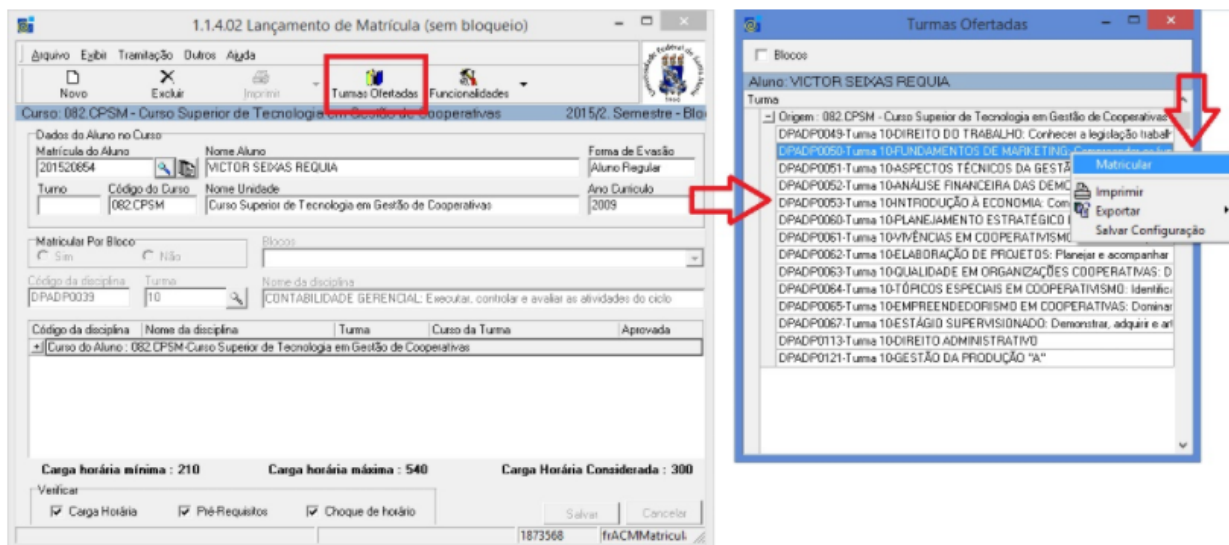 1.1.4.02 Lançamento de Matrícula (sem bloqueio)
Arquivo Exibir Tramitação Outros Ajuda
Novo Excluir Imprimir Turmas Ofertadas Funcionalidades
Curso: 082.CPSM - Curso Superior de Tecnologia em Gestão de Cooperativas 2015/2. Semestre - Blo
Dados do Aluno no Curso
Matrícula do Aluno Nome Aluno Forma de Evasão
201520854 VICTOR SEIXAS REQUIA Aluno Regular
Turno Código do Curso Nome Unidade Ano Currículo
082.CPSM Curso Superior de Tecnologia em Gestão de Cooperativas 2009
Matricular Por Bloco Blocos
Sim Não
Código da disciplina Turma Nome da disciplina
DPADP0039 10 CONTABILIDADE GERENCIAL: Executar, controlar e avaliar as atividades do ciclo
Código da disciplina Nome da disciplina Turma Curso da Turma Aprovada
Curso do Aluno : 082.CPSM-Curso Superior de Tecnologia em Gestão de Cooperativas
Carga horária mínima : 210 Carga horária máxima : 540 Carga Horária Considerada : 300
Verificar
Carga Horária Pré-Requisitos Choque de horário
Salvar Cancelar
1873568 frACMMatricul
Turmas Ofertadas
Blocos
Aluno: VICTOR SEIXAS REQUIA
Turma
Origem : 082.CPSM - Curso Superior de Tecnologia em Gestão de Cooperativas
DPADP0049-Turma 10-DIREITO DO TRABALHO: Conhecer a legislação trabalh
DPADP0050-Turma 10-FUNDAMENTOS DE MARKETING:
DPADP0051-Turma 10-ASPECTOS TÉCNICOS DA GESTÃ
DPADP0052-Turma 10-ANÁLISE FINANCEIRA DAS DEMO
DPADP0053-Turma 10-INTRODUÇÃO À ECONOMIA: Com
DPADP0060-Turma 10-PLANEJAMENTO ESTRATÉGICO
DPADP0061-Turma 10-VIVÊNCIAS EM COOPERATIVISMO
DPADP0062-Turma 10-ELABORAÇÃO DE PROJETOS: Planejar e acompanhar
DPADP0063-Turma 10-QUALIDADE EM ORGANIZAÇÕES COOPERATIVAS: D
DPADP0064-Turma 10-TÓPICOS ESPECIAIS EM COOPERATIVISMO: Identific
DPADP0065-Turma 10-EMPREENDEDORISMO EM COOPERATIVAS: Dominar
DPADP0067-Turma 10-ESTÁGIO SUPERVISIONADO: Demonstrar, adquirir e art
DPADP0113-Turma 10-DIREITO ADMINISTRATIVO
DPADP0121-Turma 10-GESTÃO DA PRODUÇÃO "A"
Matricular
Imprimir
Exportar
Salvar Configuração